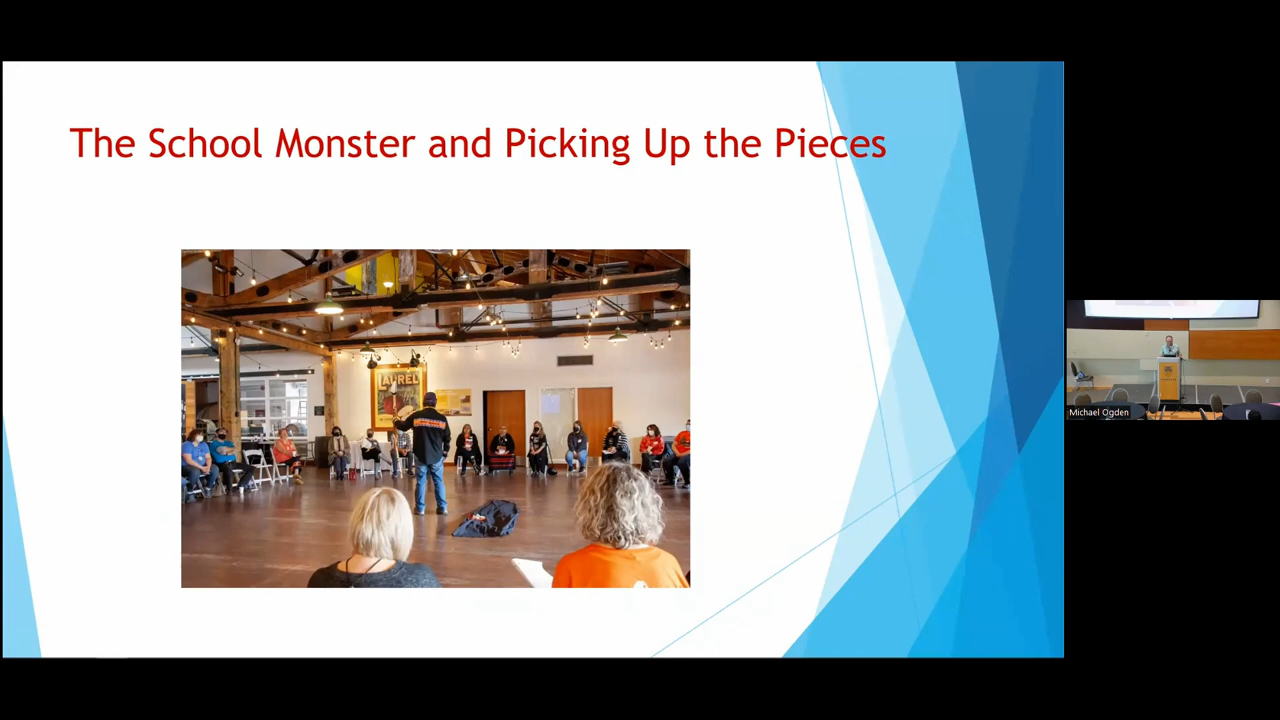 The School Monster and Picking Up the Pieces
LAUREL
Michael Ogden